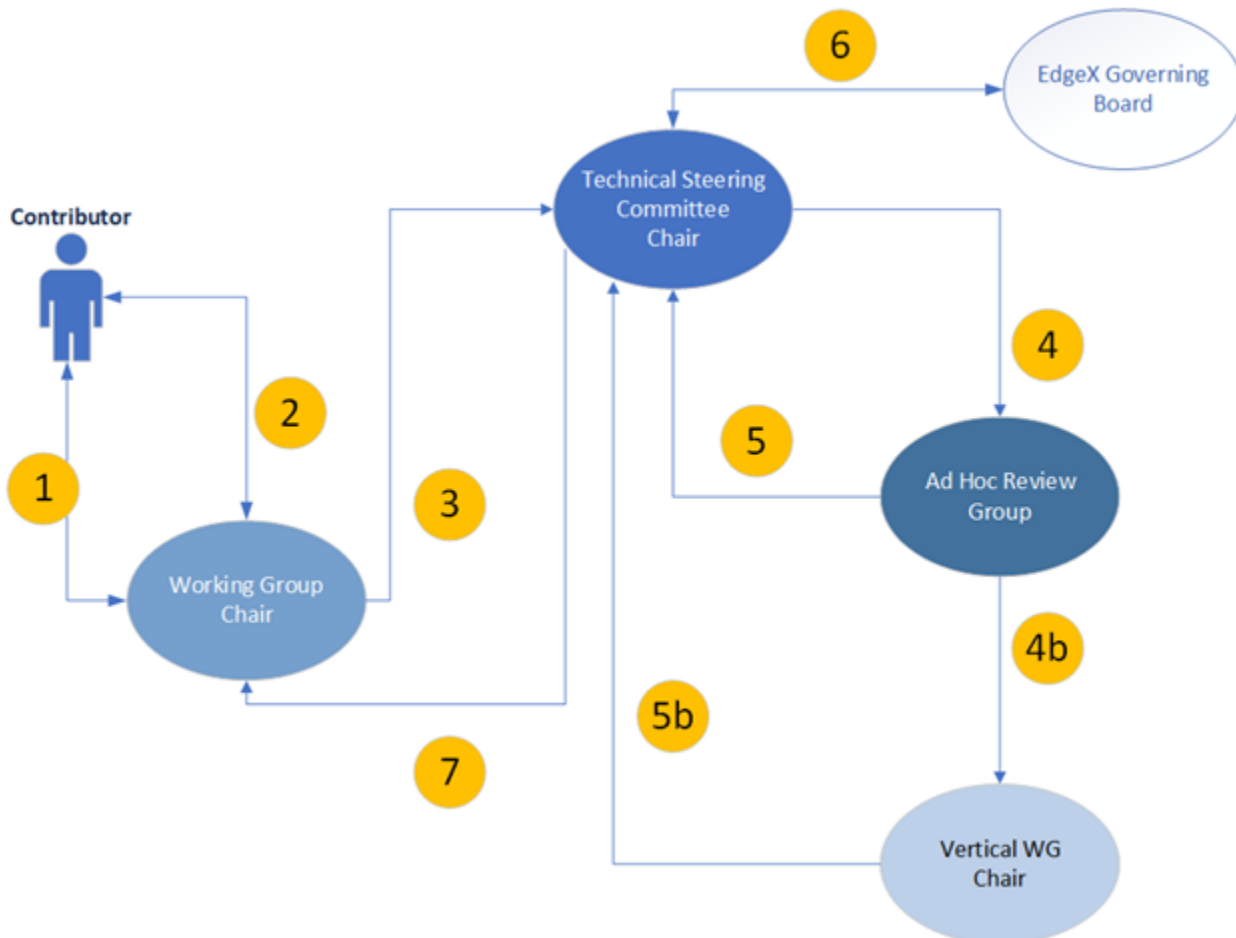 6
EdgeX Governing
Board
Technical Steering
Committee
Chair
Contributor
4
2
5
1
3
Ad Hoc Review
Group
Working Group
Chair
4b
5b
7
Vertical WG
Chair